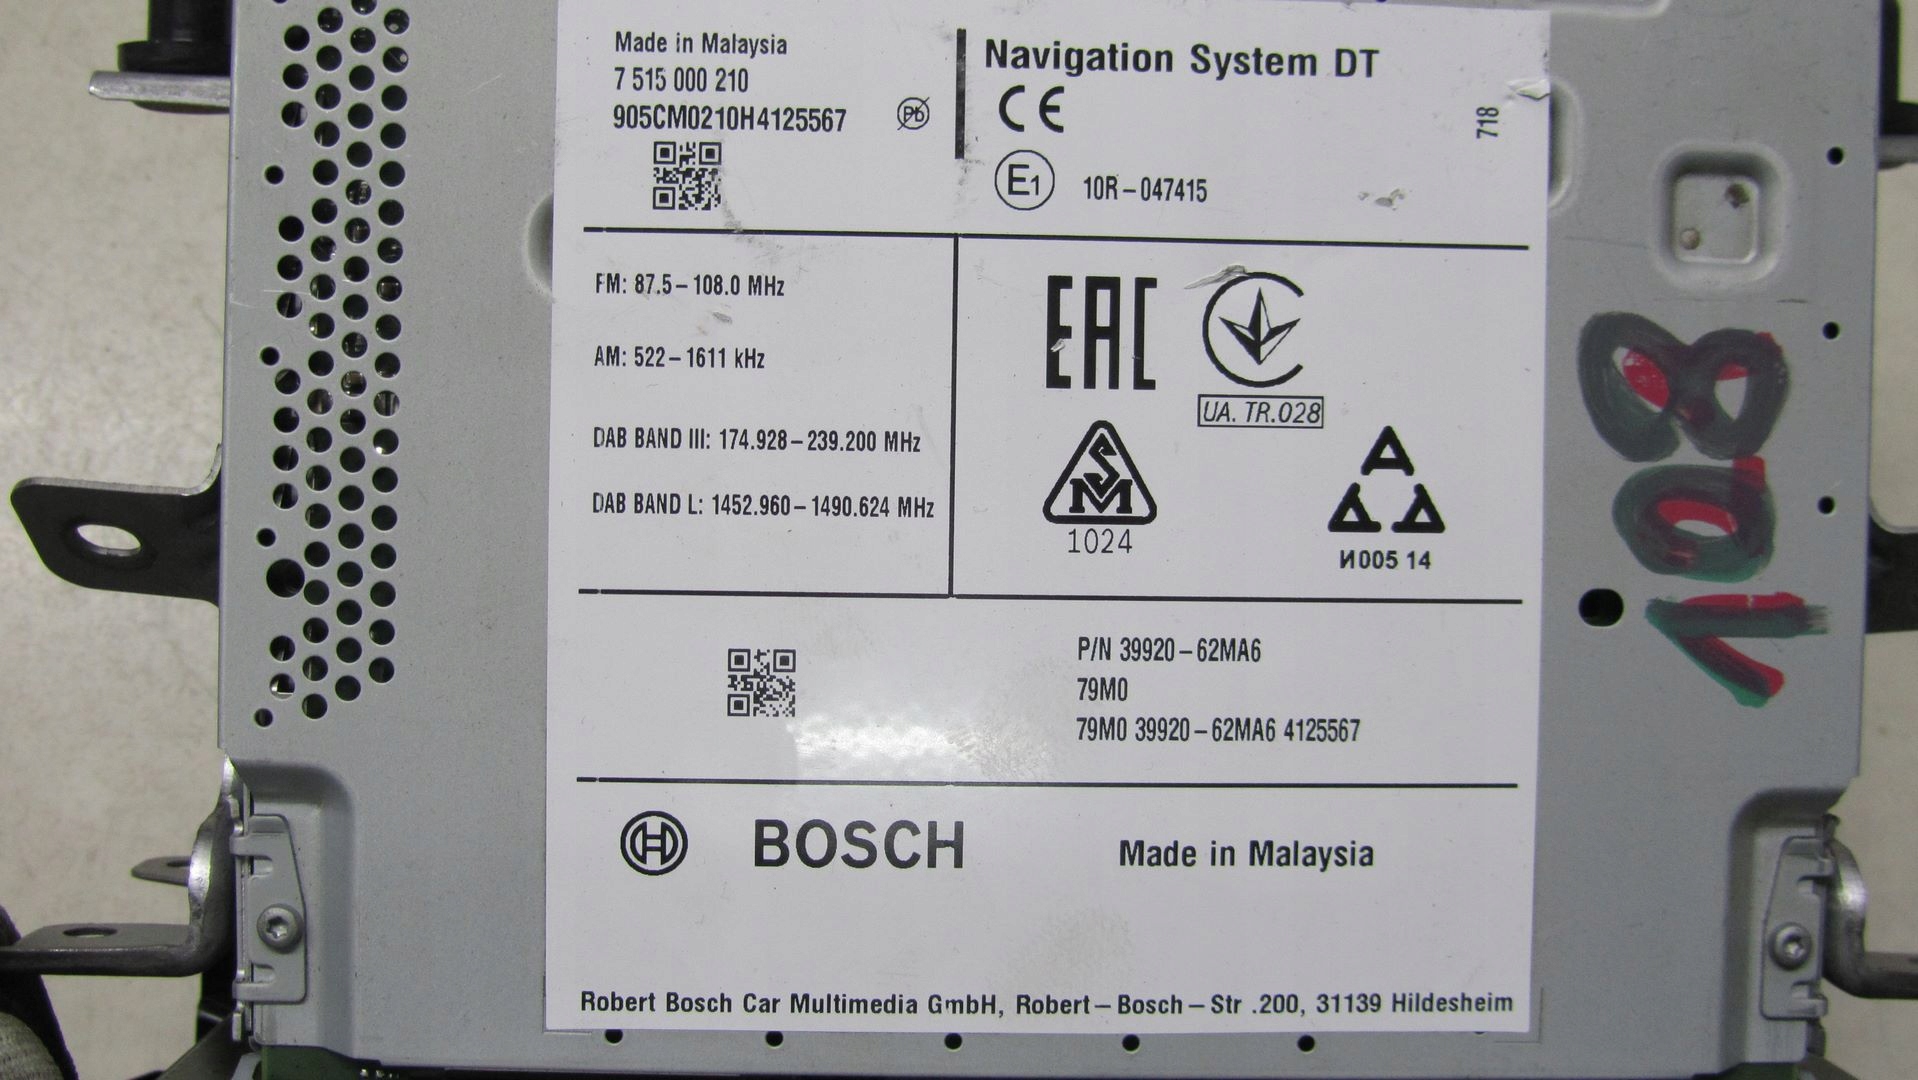 Made in Malaysia
7 515 000 210
905CM0210H4125567
Pb
Navigation System DT
CE
718
E1
10R-047415
FM: 87.5-108.0 MHz
AM: 522-1611 kHz
DAB BAND III: 174.928-239.200 MHz
DAB BAND L: 1452.960-1490.624 MHz
EAC
UA. TR.028
SM
1024
A
И005 14
P/N 39920-62MA6
79M0
79M0 39920-62MA6 4125567
BOSCH
Made in Malaysia
Robert Bosch Car Multimedia GmbH, Robert-Bosch-Str .200, 31139 Hildesheim
108